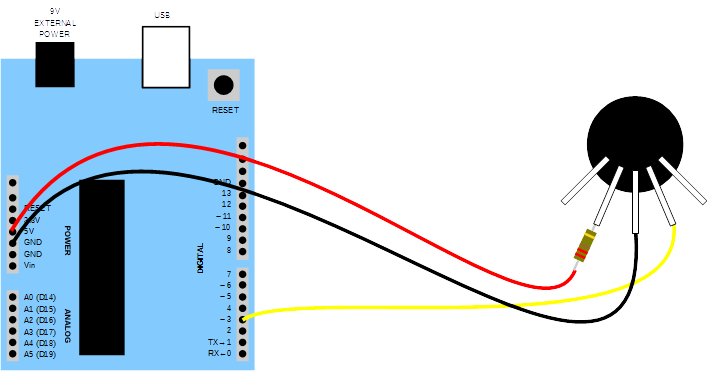 9V
EXTERNAL
POWER
USB
RESET
RESET
3.3V
5V
GND
GND
Vin
POWER
A0 (D14)
A1 (D15)
A2 (D16)
A3 (D17)
A4 (D18)
A5 (D19)
ANALOG
GND
13
12
~11
~10
9
8
DIGITAL
7
~6
~5
4
~3
2
TX→1
RX←0